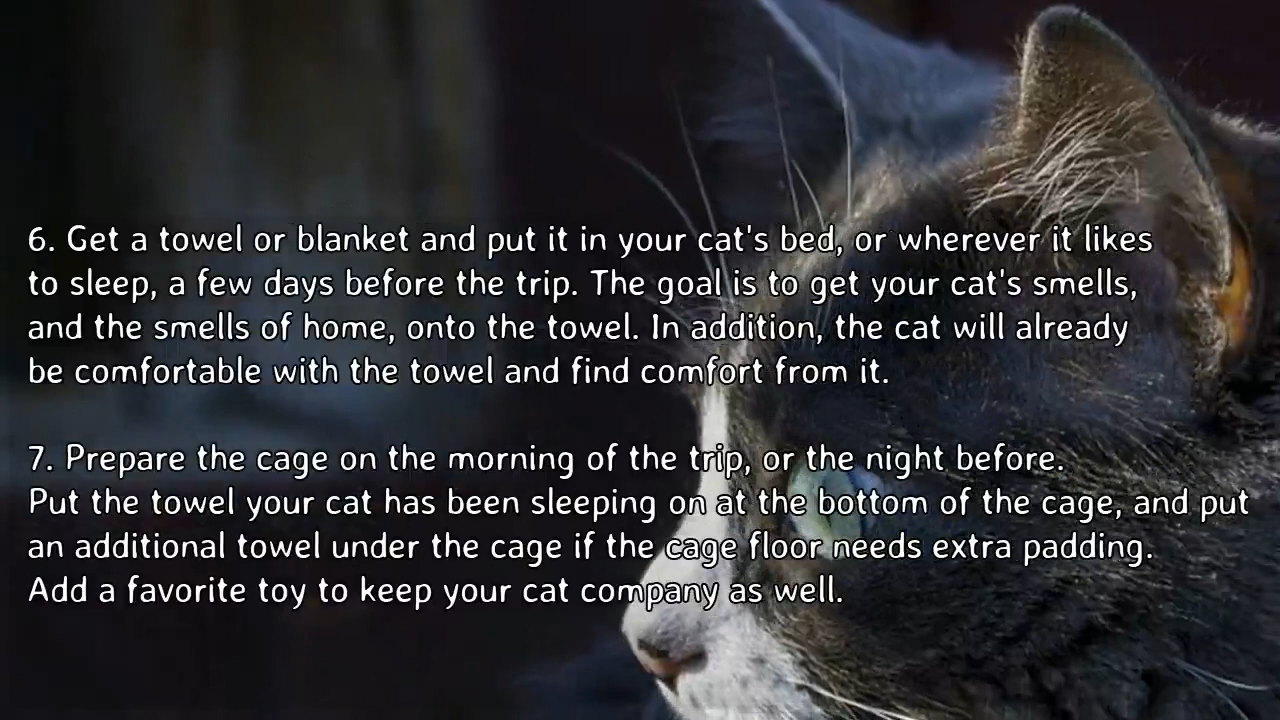 6. Get a towel or blanket and put it in your cat's bed, or wherever it likes
to sleep, a few days before the trip. The goal is to get your cat's smells,
and the smells of home, onto the towel. In addition, the cat will already
be comfortable with the towel and find comfort from it.
7. Prepare the cage on the morning of the trip, or the night before.
Put the towel your cat has been sleeping on at the bottom of the cage, and put
an additional towel under the cage if the cage floor needs extra padding.
Add a favorite toy to keep your cat company as well.